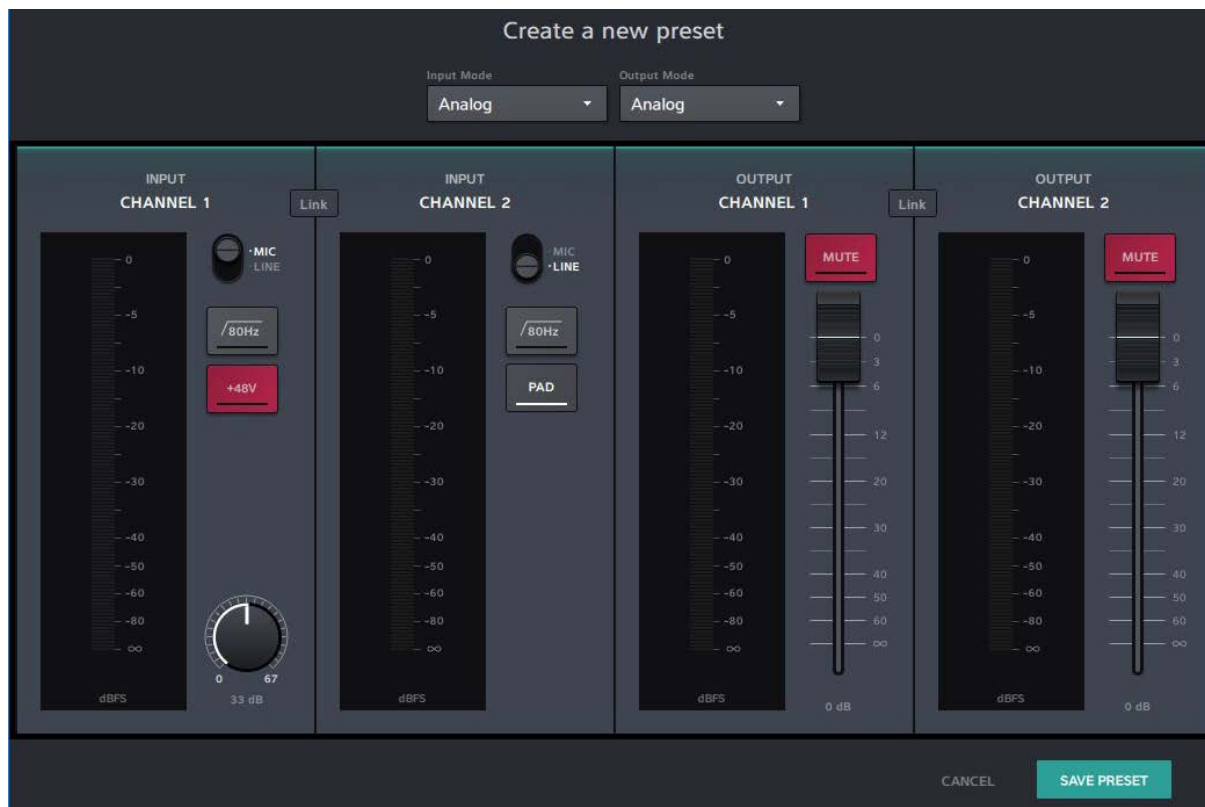 Create a new preset
Input Mode
Output Mode
Analog
Analog
INPUT
CHANNEL 1
Link
INPUT
CHANNEL 2
OUTPUT
CHANNEL 1
Link
OUTPUT
CHANNEL 2
0
-5
-10
-20
-30
-40
-50
-60
-80
∞
dBFS
MIC
LINE
80Hz
+48V
0
67
33 dB
0
-5
-10
-20
-30
-40
-50
-60
-80
∞
dBFS
MIC
LINE
80Hz
PAD
0
-5
-10
-20
-30
-40
-50
-60
-80
∞
dBFS
MUTE
0
3
6
12
20
30
40
50
60
∞
0 dB
0
-5
-10
-20
-30
-40
-50
-60
-80
∞
dBFS
MUTE
0
3
6
12
20
30
40
50
60
∞
0 dB
CANCEL
SAVE PRESET